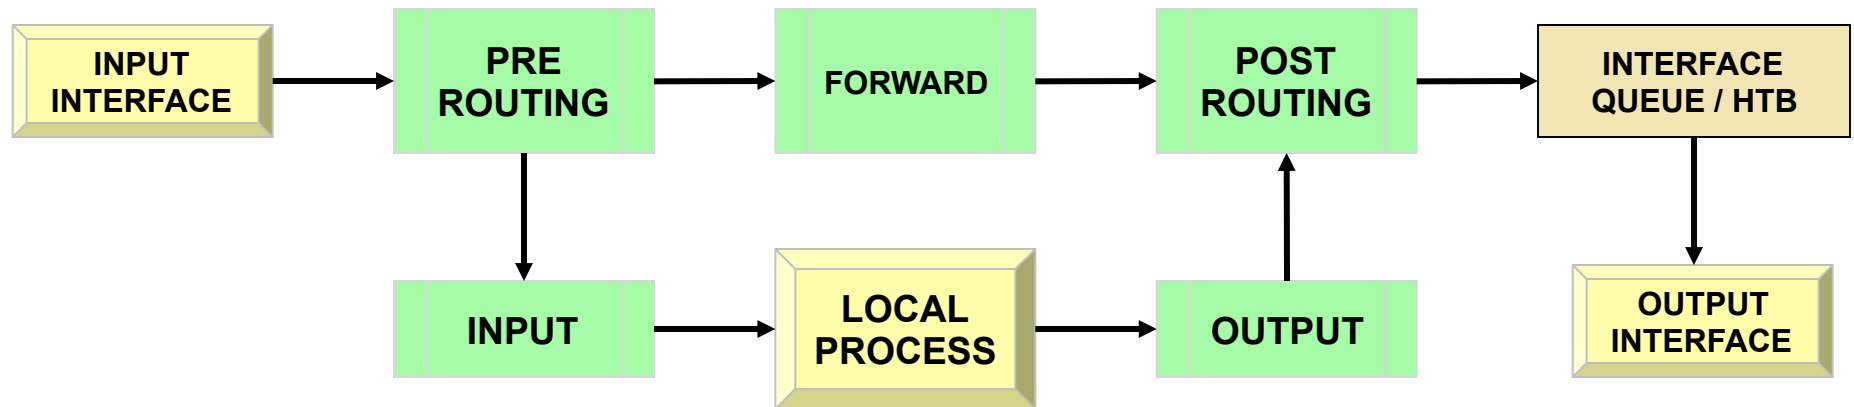 INPUT
INTERFACE
PRE
ROUTING
FORWARD
POST
ROUTING
INTERFACE
QUEUE / HTB
INPUT
LOCAL
PROCESS
OUTPUT
OUTPUT
INTERFACE